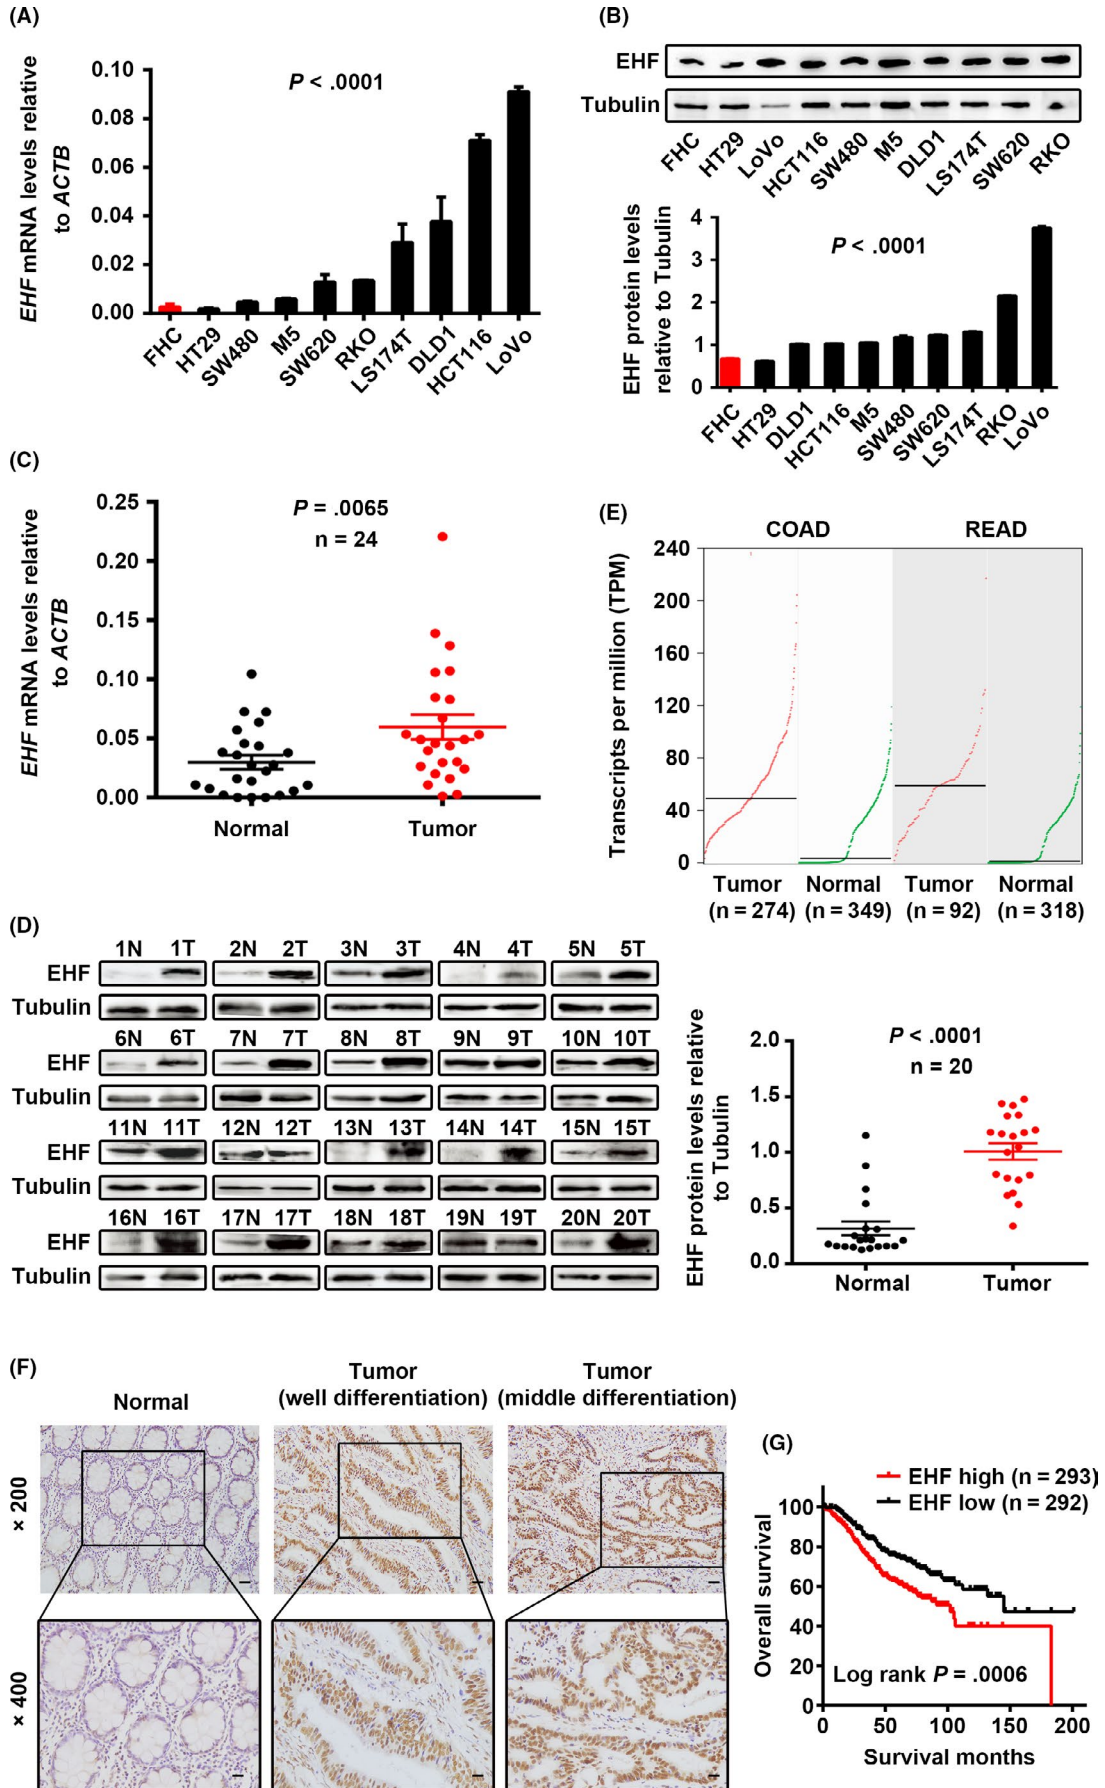 (A)
EHF mRNA levels relative
to ACTB
0.10
0.08
0.06
0.04
0.02
0.00
P < .0001
FHC
HT29
SW480
M5
SW620
RKO
LS174T
DLD1
HCT116
LoVo
(B)
EHF
Tubulin
FHC
HT29
LoVo
HCT116
SW480
M5
DLD1
LS174T
SW620
RKO
EHF protein levels
relative to Tubulin
4
3
2
1
0
P < .0001
FHC
HT29
DLD1
HCT116
M5
SW480
SW620
LS174T
RKO
LoVo
(C)
EHF mRNA levels relative
to ACTB
0.25
0.20
0.15
0.10
0.05
0.00
P = .0065
n = 24
Normal
Tumor
(E)
COAD
READ
Transcripts per million (TPM)
240
200
160
120
80
40
0
Tumor
(n = 274)
Normal
(n = 349)
Tumor
(n = 92)
Normal
(n = 318)
(D)
1N 1T 2N 2T 3N 3T 4N 4T 5N 5T
EHF
Tubulin
6N 6T 7N 7T 8N 8T 9N 9T 10N 10T
EHF
Tubulin
11N 11T 12N 12T 13N 13T 14N 14T 15N 15T
EHF
Tubulin
16N 16T 17N 17T 18N 18T 19N 19T 20N 20T
EHF
Tubulin
EHF protein levels relative
to Tubulin
2.0
1.5
1.0
0.5
0.0
P < .0001
n = 20
Normal
Tumor
(F)
Normal
Tumor
(well differentiation)
Tumor
(middle differentiation)
× 200
× 400
(G)
EHF high (n = 293)
EHF low (n = 292)
Overall survival
100
80
60
40
20
0
Log rank P = .0006
0 50 100 150 200
Survival months